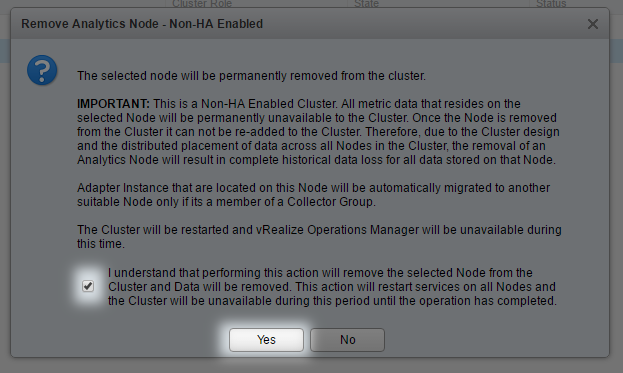 Cluster Role State Status
Remove Analytics Node - Non-HA Enabled
The selected node will be permanently removed from the cluster.
IMPORTANT: This is a Non-HA Enabled Cluster. All metric data that resides on the
selected Node will be permanently unavailable to the Cluster. Once the Node is removed
from the Cluster it can not be re-added to the Cluster. Therefore, due to the Cluster design
and the distributed placement of data across all Nodes in the Cluster, the removal of an
Analytics Node will result in complete historical data loss for all data stored on that Node.
Adapter Instance that are located on this Node will be automatically migrated to another
suitable Node only if its a member of a Collector Group.
The Cluster will be restarted and vRealize Operations Manager will be unavailable during
this time.
I understand that performing this action will remove the selected Node from the
Cluster and Data will be removed. This action will restart services on all Nodes and
the Cluster will be unavailable during this period until the operation has completed.
Yes No